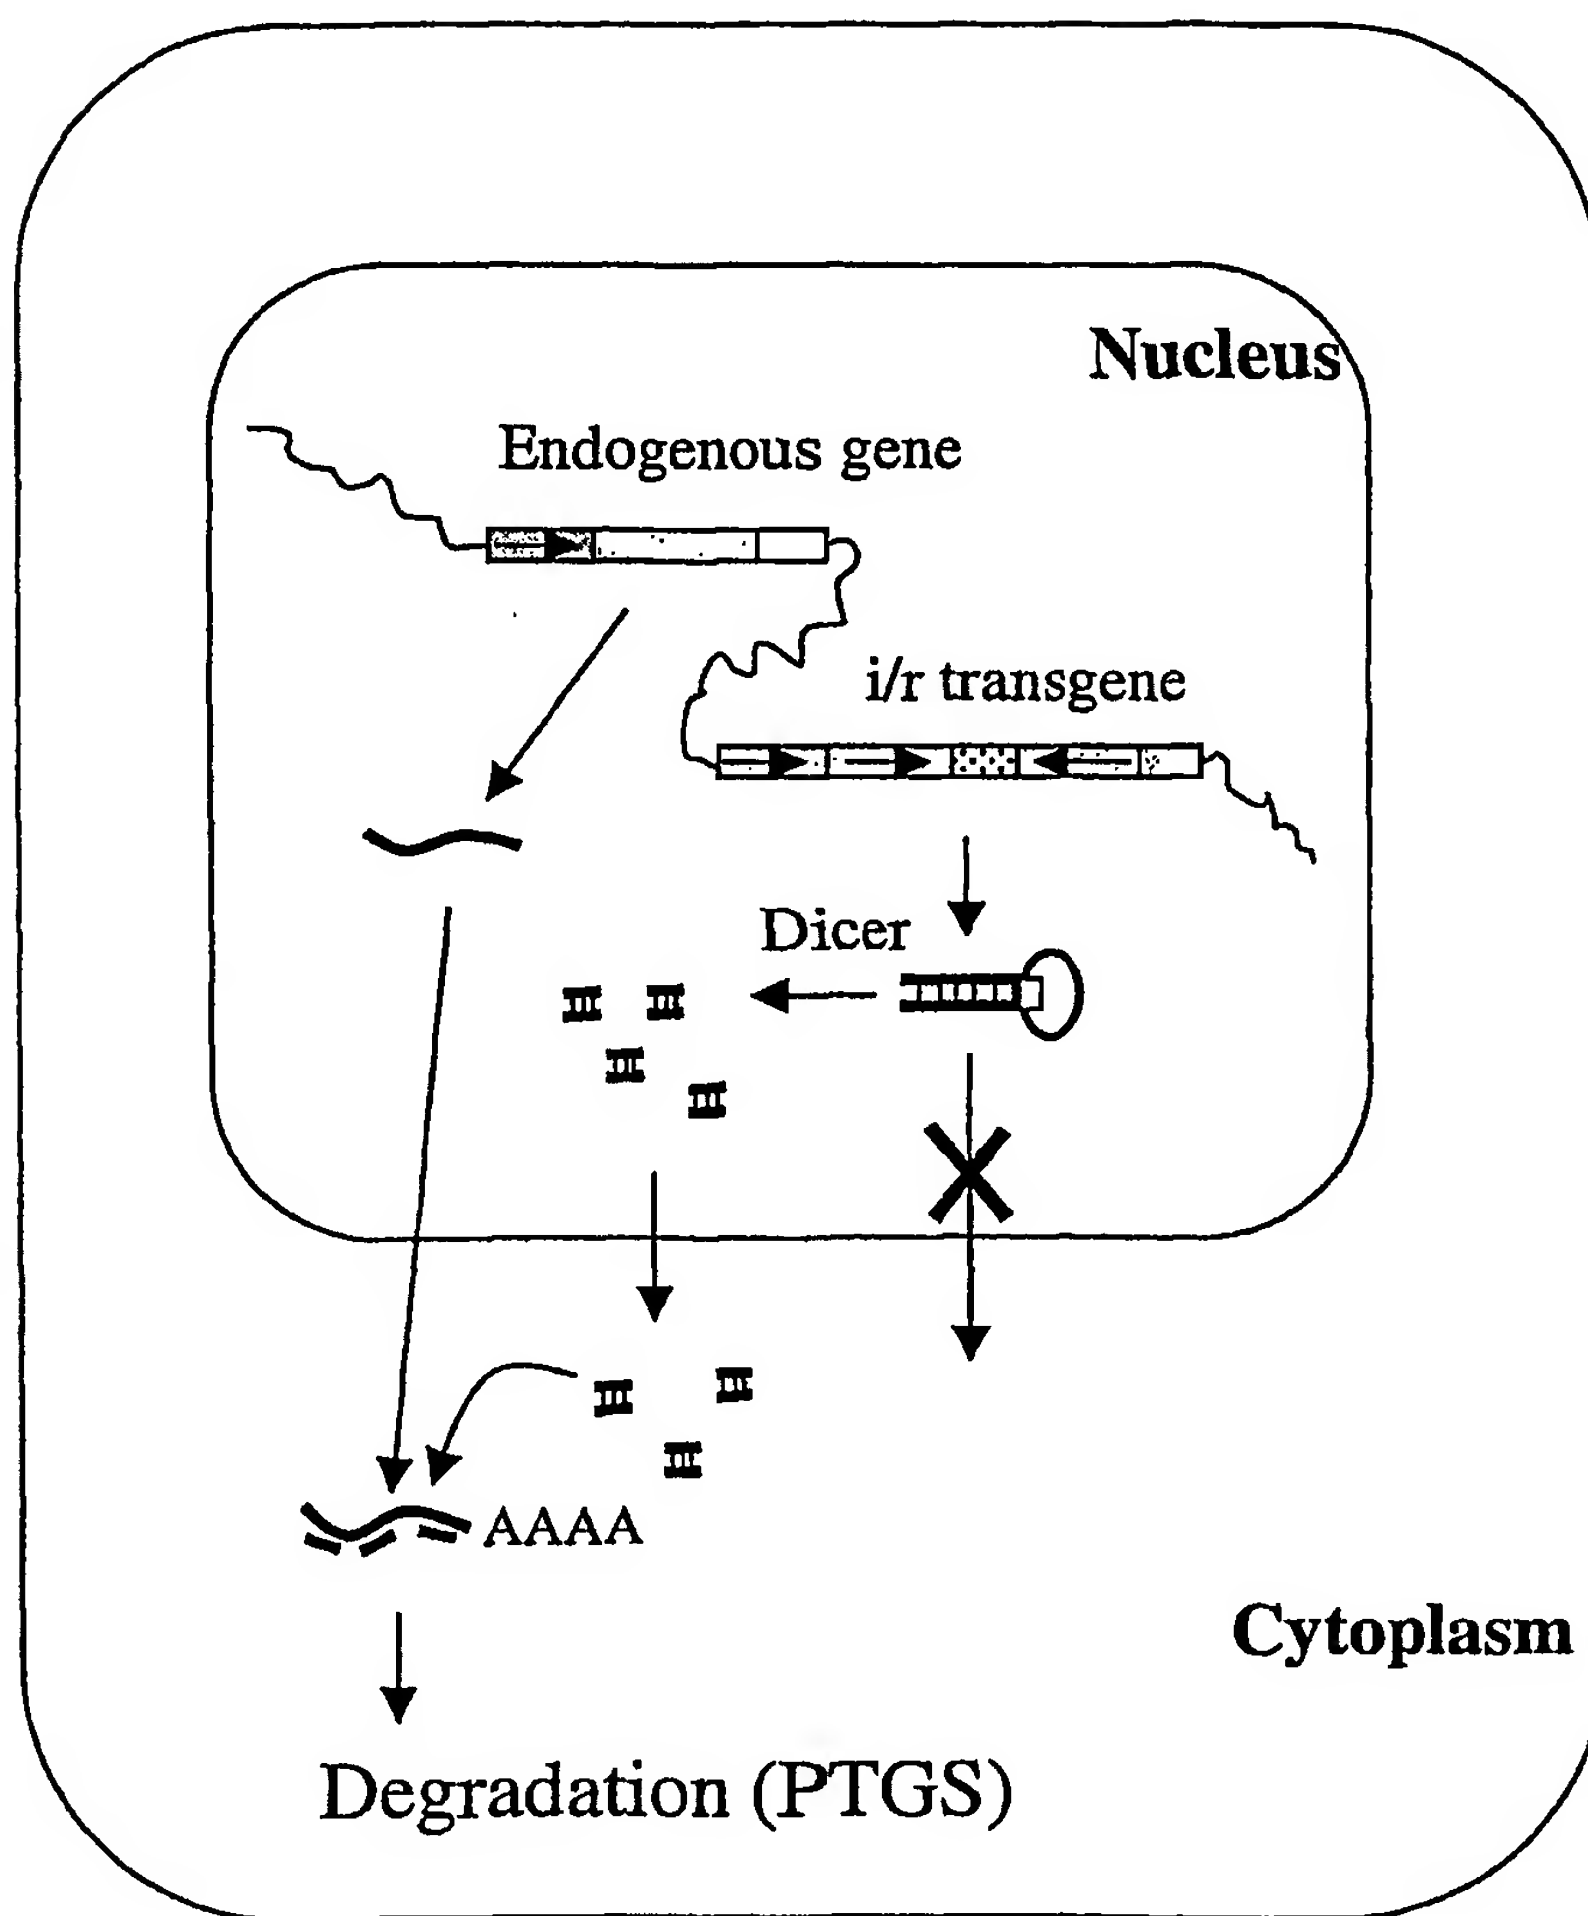 Nucleus
Endogenous gene
i/r transgene
Dicer
AAAA
Cytoplasm
Degradation (PTGS)